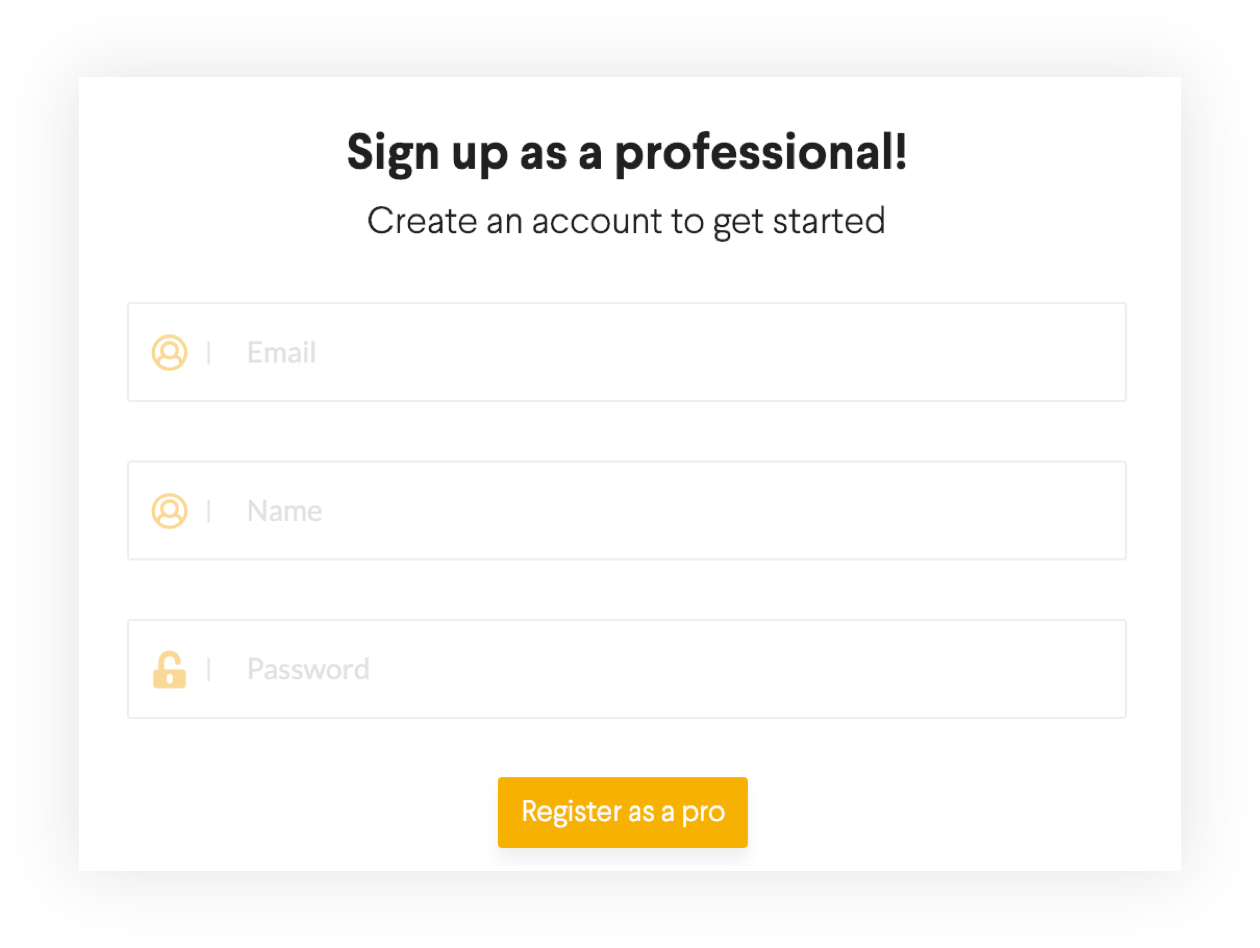 Sign up as a professional!
Create an account to get started
Email
Name
Password
Register as a pro